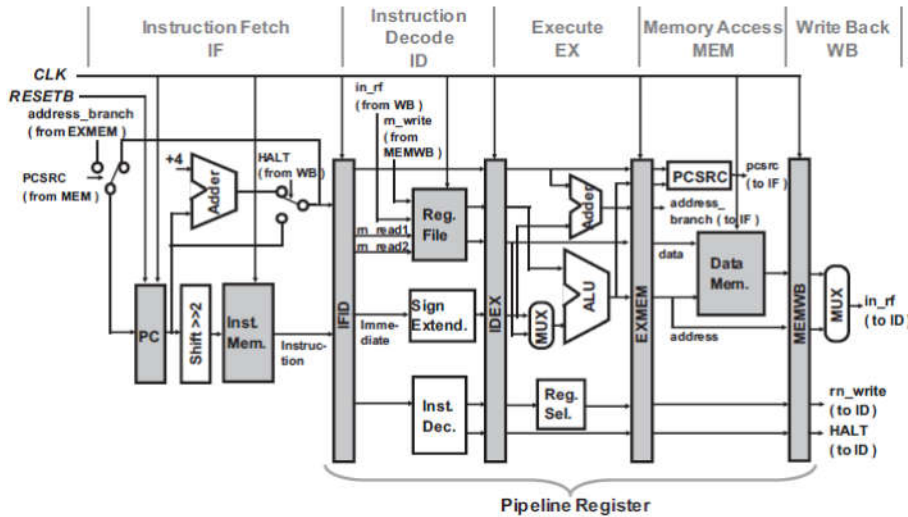 Instruction Fetch
IF
Instruction
Decode
ID
Execute
EX
Memory Access
MEM
Write Back
WB
CLK
RESETB
address_branch
( from EXMEM )
PCSRC
( from MEM )
+4
Adder
HALT
( from WB )
PC
Shift >>2
Inst.
Mem.
Instruc-
tion
IFID
in_rf
( from WB )
rn_write
( from
MEMWB )
rn_read1
rn_read2
Reg.
File
Imme-
diate
Sign
Extend.
Inst.
Dec.
IDEX
Adder
ALU
MUX
Reg.
Sel.
EXMEM
PCSRC
pcsrc
(to IF)
address_
branch ( to IF )
data
Data
Mem.
address
MEMWB
MUX
in_rf
( to ID )
rn_write
( to ID )
HALT
( to ID )
Pipeline Register